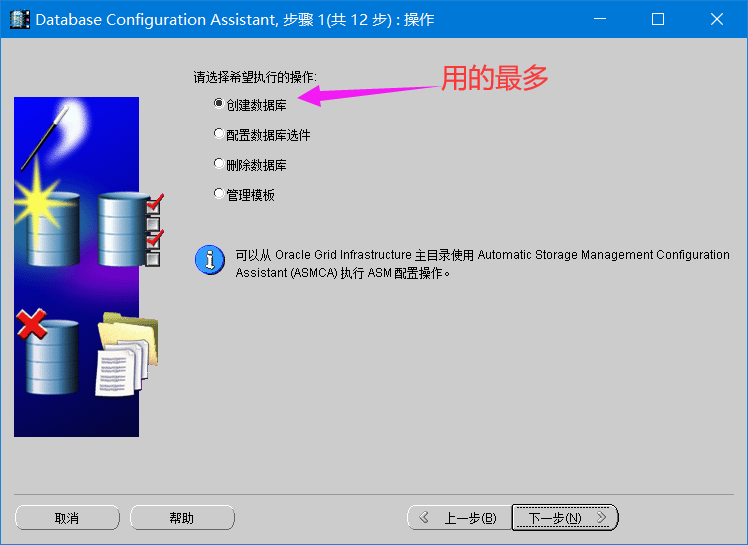 Database Configuration Assistant, 步骤 1(共 12 步) : 操作
请选择希望执行的操作:
用的最多
创建数据库
配置数据库选件
删除数据库
管理模板
可以从 Oracle Grid Infrastructure 主目录使用 Automatic Storage Management Configuration
Assistant (ASMCA) 执行 ASM 配置操作。
取消
帮助
上一步(B)
下一步(N)